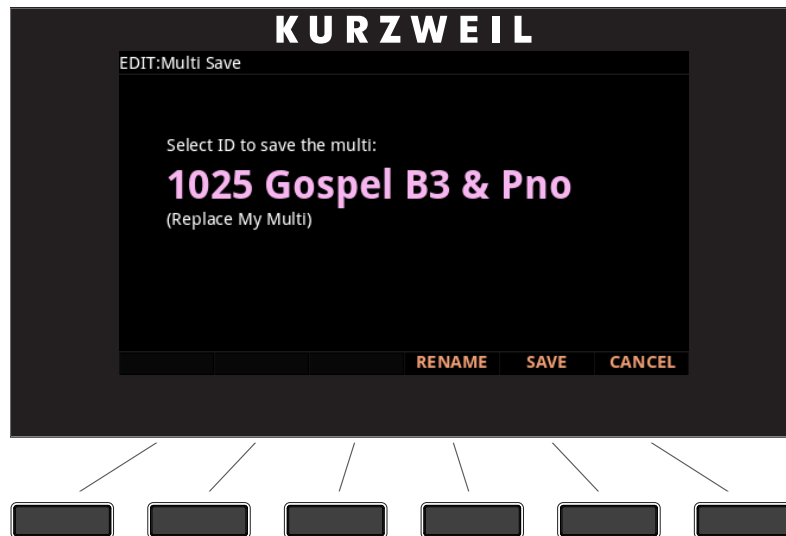 KURZWEIL
EDIT:Multi Save
Select ID to save the multi:
1025 Gospel B3 & Pno
(Replace My Multi)
RENAME SAVE CANCEL